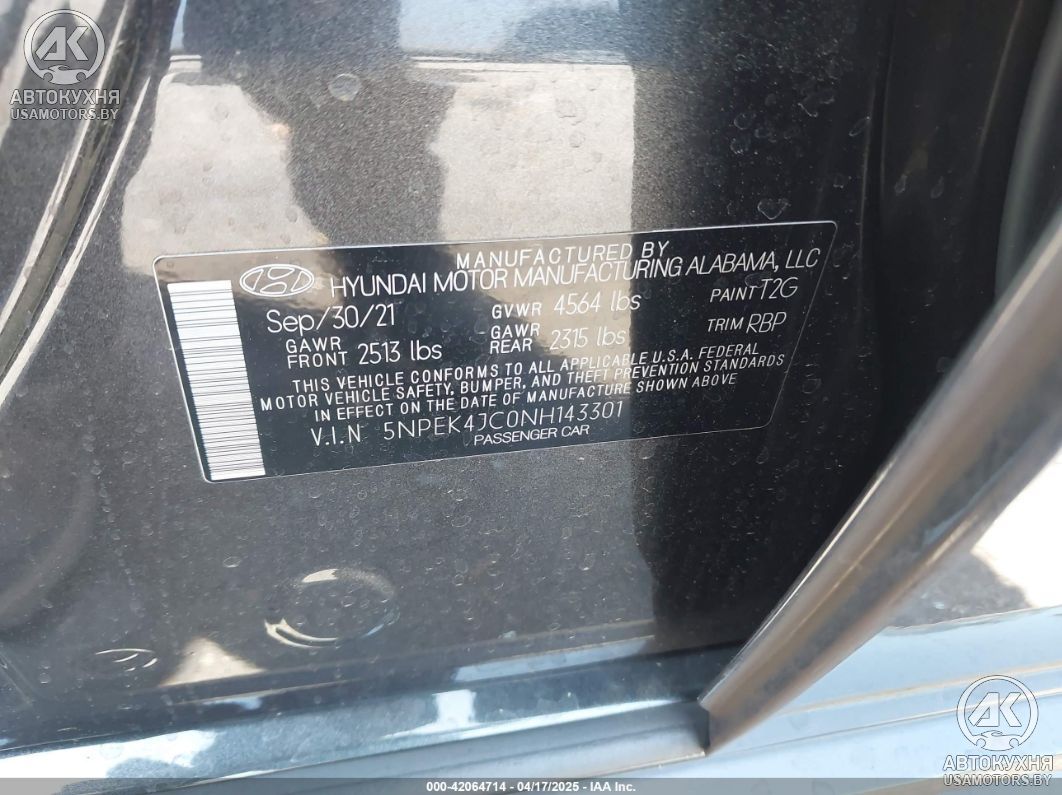 AK
АВТОКУХНЯ
USAMOTORS.BY
MANUFACTURED BY
HYUNDAI MOTOR MANUFACTURING ALABAMA, LLC
Sep/30/21 GVWR 4564 lbs PAINT T2G
GAWR FRONT 2513 lbs GAWR REAR 2315 lbs TRIM RBP
THIS VEHICLE CONFORMS TO ALL APPLICABLE U.S.A. FEDERAL
MOTOR VEHICLE SAFETY, BUMPER, AND THEFT PREVENTION STANDARDS
IN EFFECT ON THE DATE OF MANUFACTURE SHOWN ABOVE
V.I.N 5NPEK4JC0NH143301
PASSENGER CAR
AK
АВТОКУХНЯ
USAMOTORS.BY
000-42064714 - 04/17/2025 - IAA Inc.